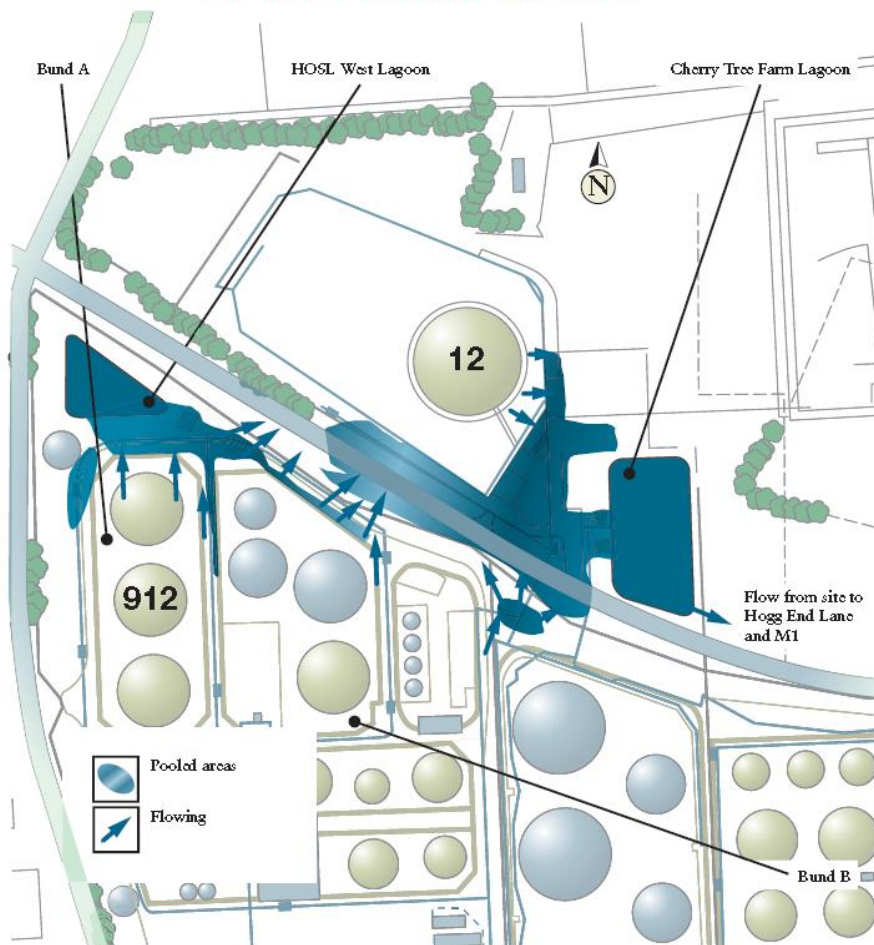 Bund A
HOSL West Lagoon
Cherry Tree Farm Lagoon
N
12
912
Flow from site to
Hogg End Lane
and M1
Pooled areas
Flowing
Bund B